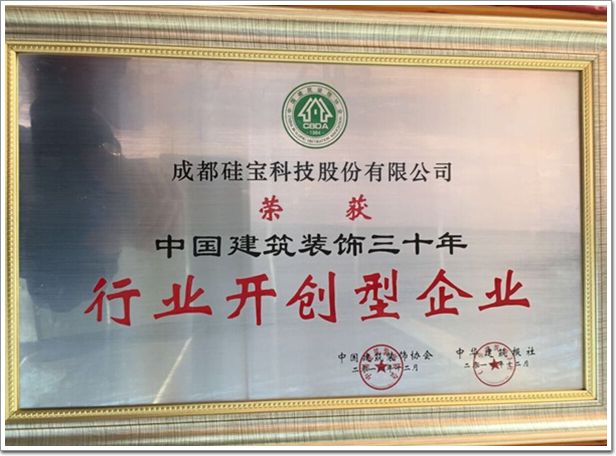 CBDA
1984
成都硅宝科技股份有限公司
荣 获
中国建筑装饰三十年
行业开创型企业
中国建筑装饰协会 中华建筑报社